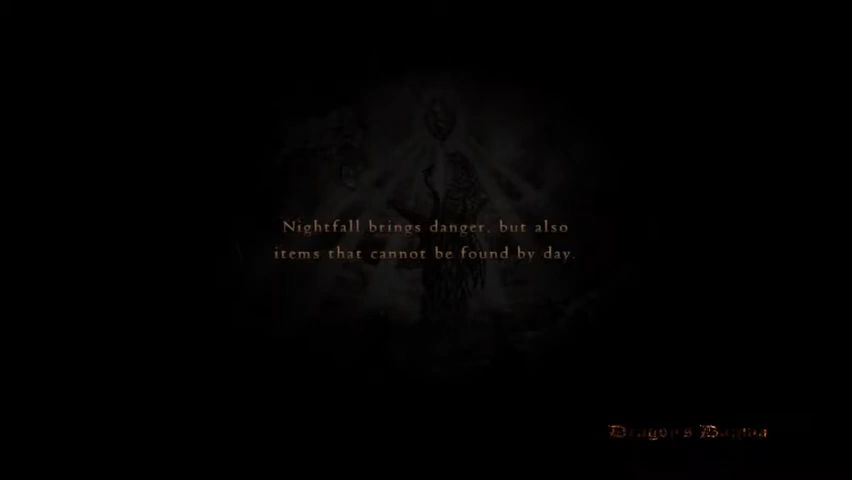 Nightfall brings danger, but also
items that cannot be found by day.
Dragon's Dogma